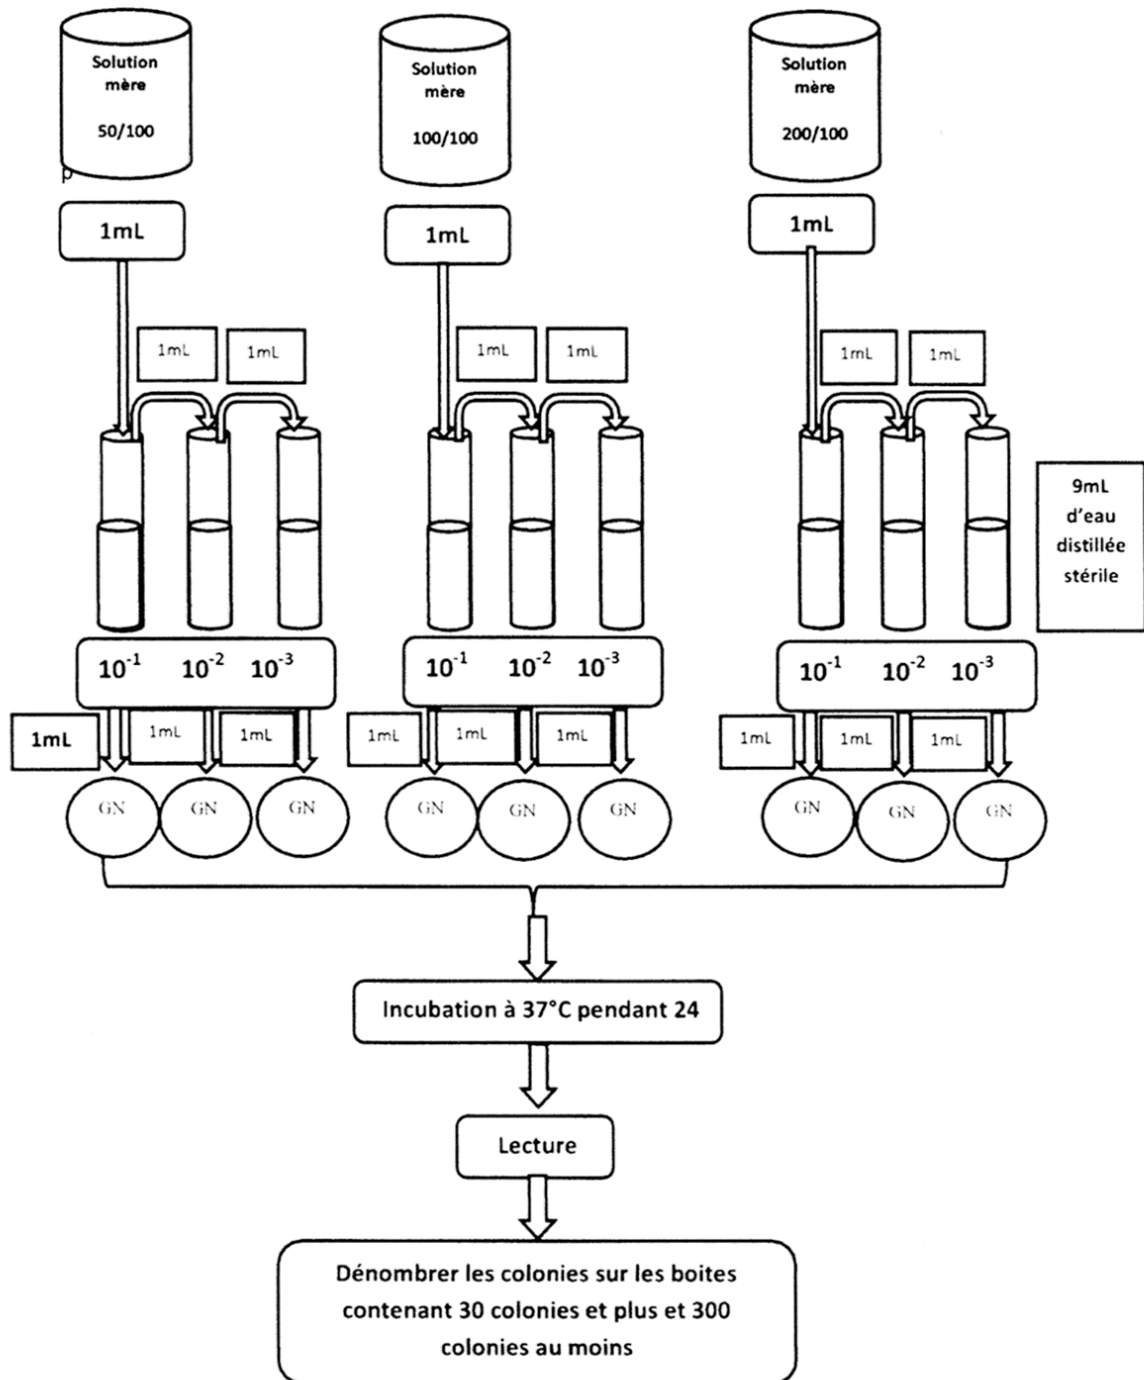 Solution
mère
50/100
Solution
mère
100/100
Solution
mère
200/100
p
1mL
1mL
1mL
1mL
1mL
1mL
1mL
1mL
1mL
9mL
d'eau
distillée
stérile
10⁻¹ 10⁻² 10⁻³
10⁻¹ 10⁻² 10⁻³
10⁻¹ 10⁻² 10⁻³
1mL
1mL
1mL
1mL
1mL
1mL
1mL
1mL
1mL
GN
GN
GN
GN
GN
GN
GN
GN
GN
Incubation à 37°C pendant 24
Lecture
Dénombrer les colonies sur les boites
contenant 30 colonies et plus et 300
colonies au moins